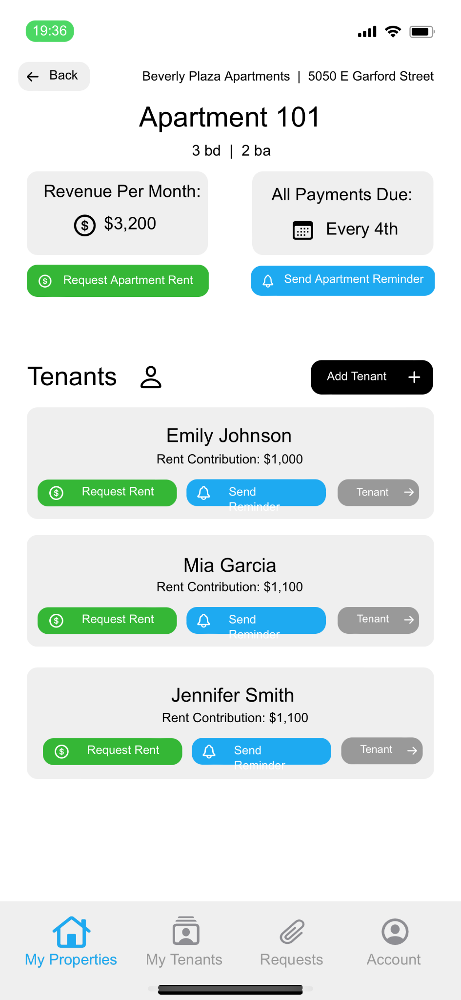 19:36
Back
Beverly Plaza Apartments | 5050 E Garford Street
Apartment 101
3 bd | 2 ba
Revenue Per Month:
$3,200
All Payments Due:
Every 4th
Request Apartment Rent
Send Apartment Reminder
Tenants
Add Tenant
Emily Johnson
Rent Contribution: $1,000
Request Rent
Send
Reminder
Tenant
Mia Garcia
Rent Contribution: $1,100
Request Rent
Send
Reminder
Tenant
Jennifer Smith
Rent Contribution: $1,100
Request Rent
Send
Reminder
Tenant
My Properties
My Tenants
Requests
Account